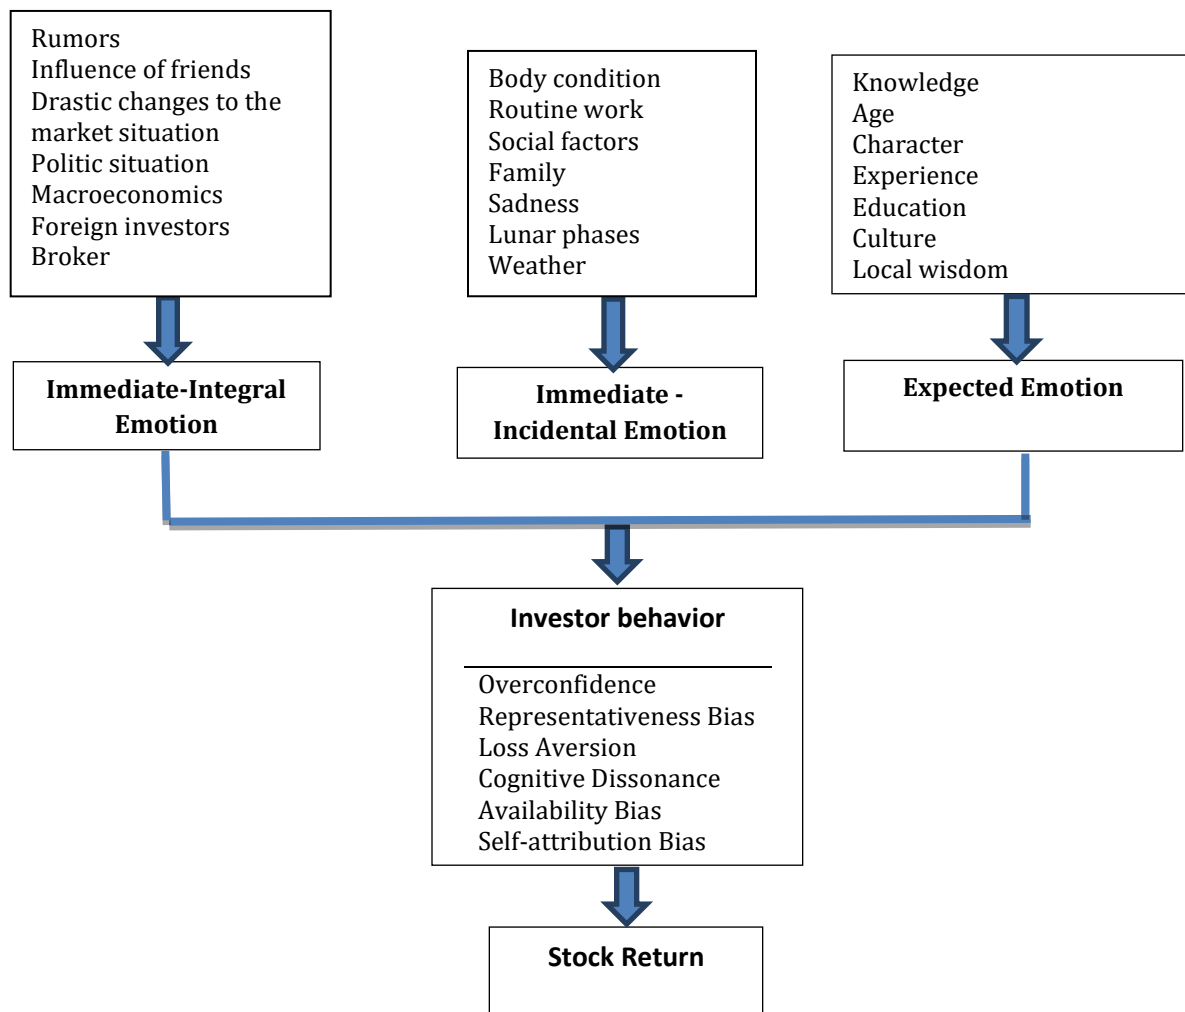 Rumors
Influence of friends
Drastic changes to the
market situation
Politic situation
Macroeconomics
Foreign investors
Broker
Body condition
Routine work
Social factors
Family
Sadness
Lunar phases
Weather
Knowledge
Age
Character
Experience
Education
Culture
Local wisdom
Immediate-Integral
Emotion
Immediate -
Incidental Emotion
Expected Emotion
Investor behavior
Overconfidence
Representativeness Bias
Loss Aversion
Cognitive Dissonance
Availability Bias
Self-attribution Bias
Stock Return